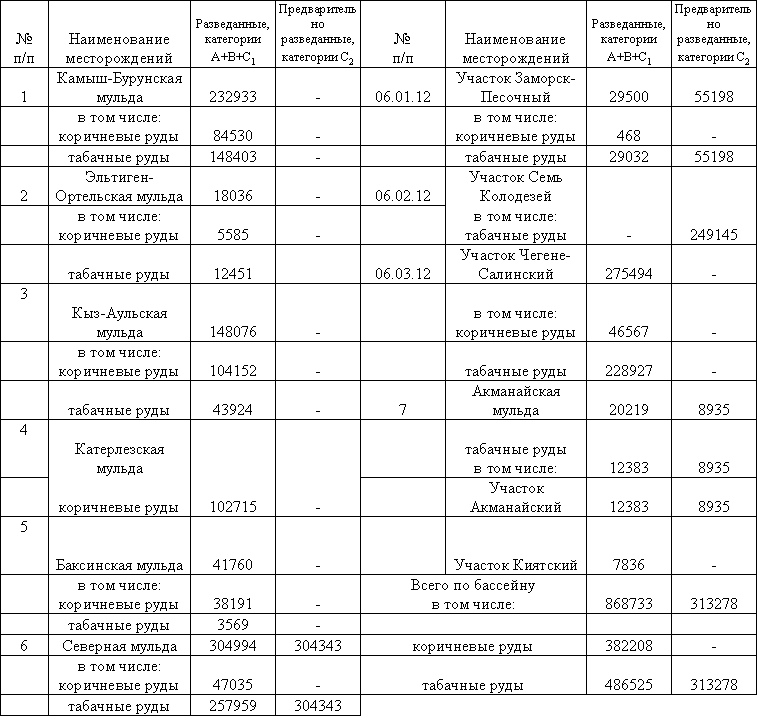 № п/п | Наименование месторождений | Разведанные, категории A+B+C1 | Предварительно разведанные, категории C2 | № п/п | Наименование месторождений | Разведанные, категории A+B+C1 | Предварительно разведанные, категории C2
1 | Камыш-Бурунская мульда | 232933 | - | 06.01.12 | Участок Заморск-Песочный | 29500 | 55198
в том числе: коричневые руды | 84530 | - | в том числе: коричневые руды | 468 | -
табачные руды | 148403 | - | табачные руды | 29032 | 55198
2 | Эльтиген-Ортельская мульда | 18036 | - | 06.02.12 | Участок Семь Колодезей
в том числе: коричневые руды | 5585 | - | в том числе: табачные руды | - | 249145
табачные руды | 12451 | - | 06.03.12 | Участок Чегене-Салинский | 275494 | -
3 | Кыз-Аульская мульда | 148076 | - | в том числе: коричневые руды | 46567 | -
в том числе: коричневые руды | 104152 | - | табачные руды | 228927 | -
табачные руды | 43924 | - | 7 | Акманайская мульда | 20219 | 8935
4 | Катерлезская мульда | табачные руды в том числе: | 12383 | 8935
коричневые руды | 102715 | - | Участок Акманайский | 12383 | 8935
5 | Баксинская мульда | 41760 | - | Участок Киятский | 7836 | -
в том числе: коричневые руды | 38191 | - | Всего по бассейну в том числе: | 868733 | 313278
табачные руды | 3569 | -
6 | Северная мульда | 304994 | 304343 | коричневые руды | 382208 | -
в том числе: коричневые руды | 47035 | - | табачные руды | 486525 | 313278
табачные руды | 257959 | 304343